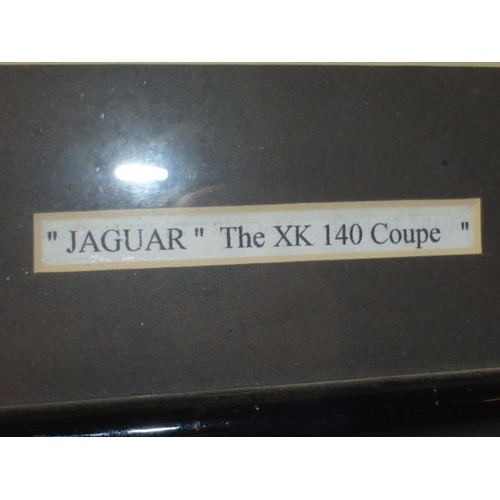 " JAGUAR " The XK 140 Coupe "